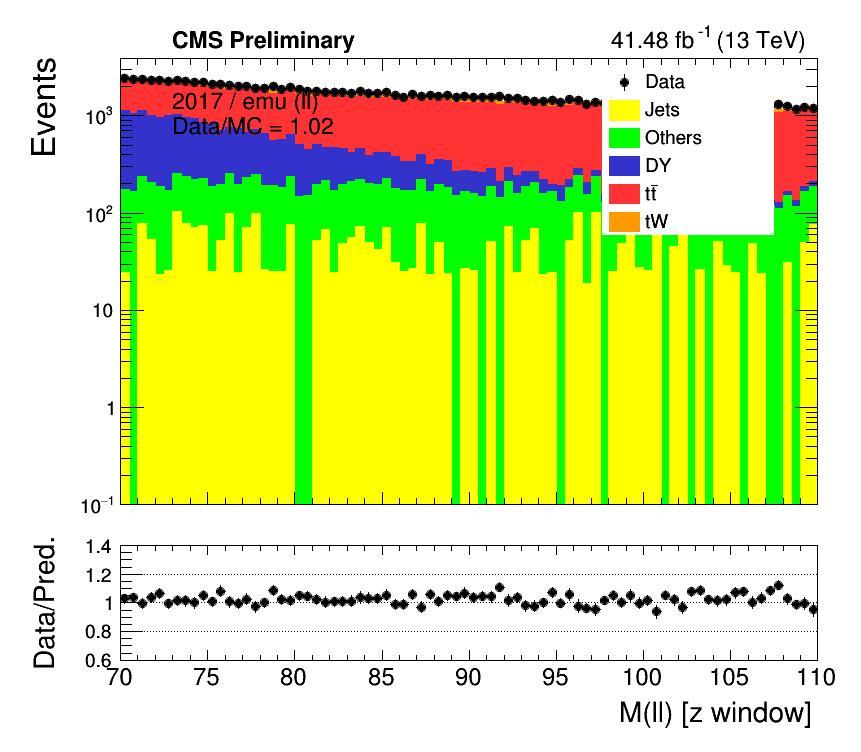 CMS Preliminary
41.48 fb⁻¹ (13 TeV)
Events
2017 / emu (ll)
Data/MC = 1.02
Data
Jets
Others
DY
tt̄
tW
10³
10²
10
1
10⁻¹
Data/Pred.
1.4
1.2
1
0.8
0.6
70 75 80 85 90 95 100 105 110
M(ll) [z window]